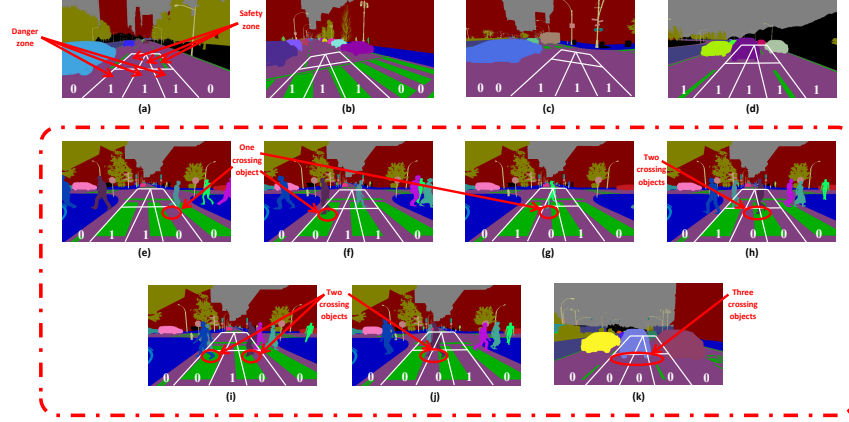 Danger
zone
Safety
zone
0 1 1 1 0
1 1 1 0 0
0 0 1 1 1
1 1 1 1 1
(a)
(b)
(c)
(d)
One
crossing
object
Two
crossing
objects
0 1 1 0 0
0 0 1 1 0
0 1 0 1 0
0 1 0 0 0
(e)
(f)
(g)
(h)
Two
crossing
objects
Three
crossing
objects
0 0 1 0 0
0 0 0 1 0
0 0 0 0 0
(i)
(j)
(k)